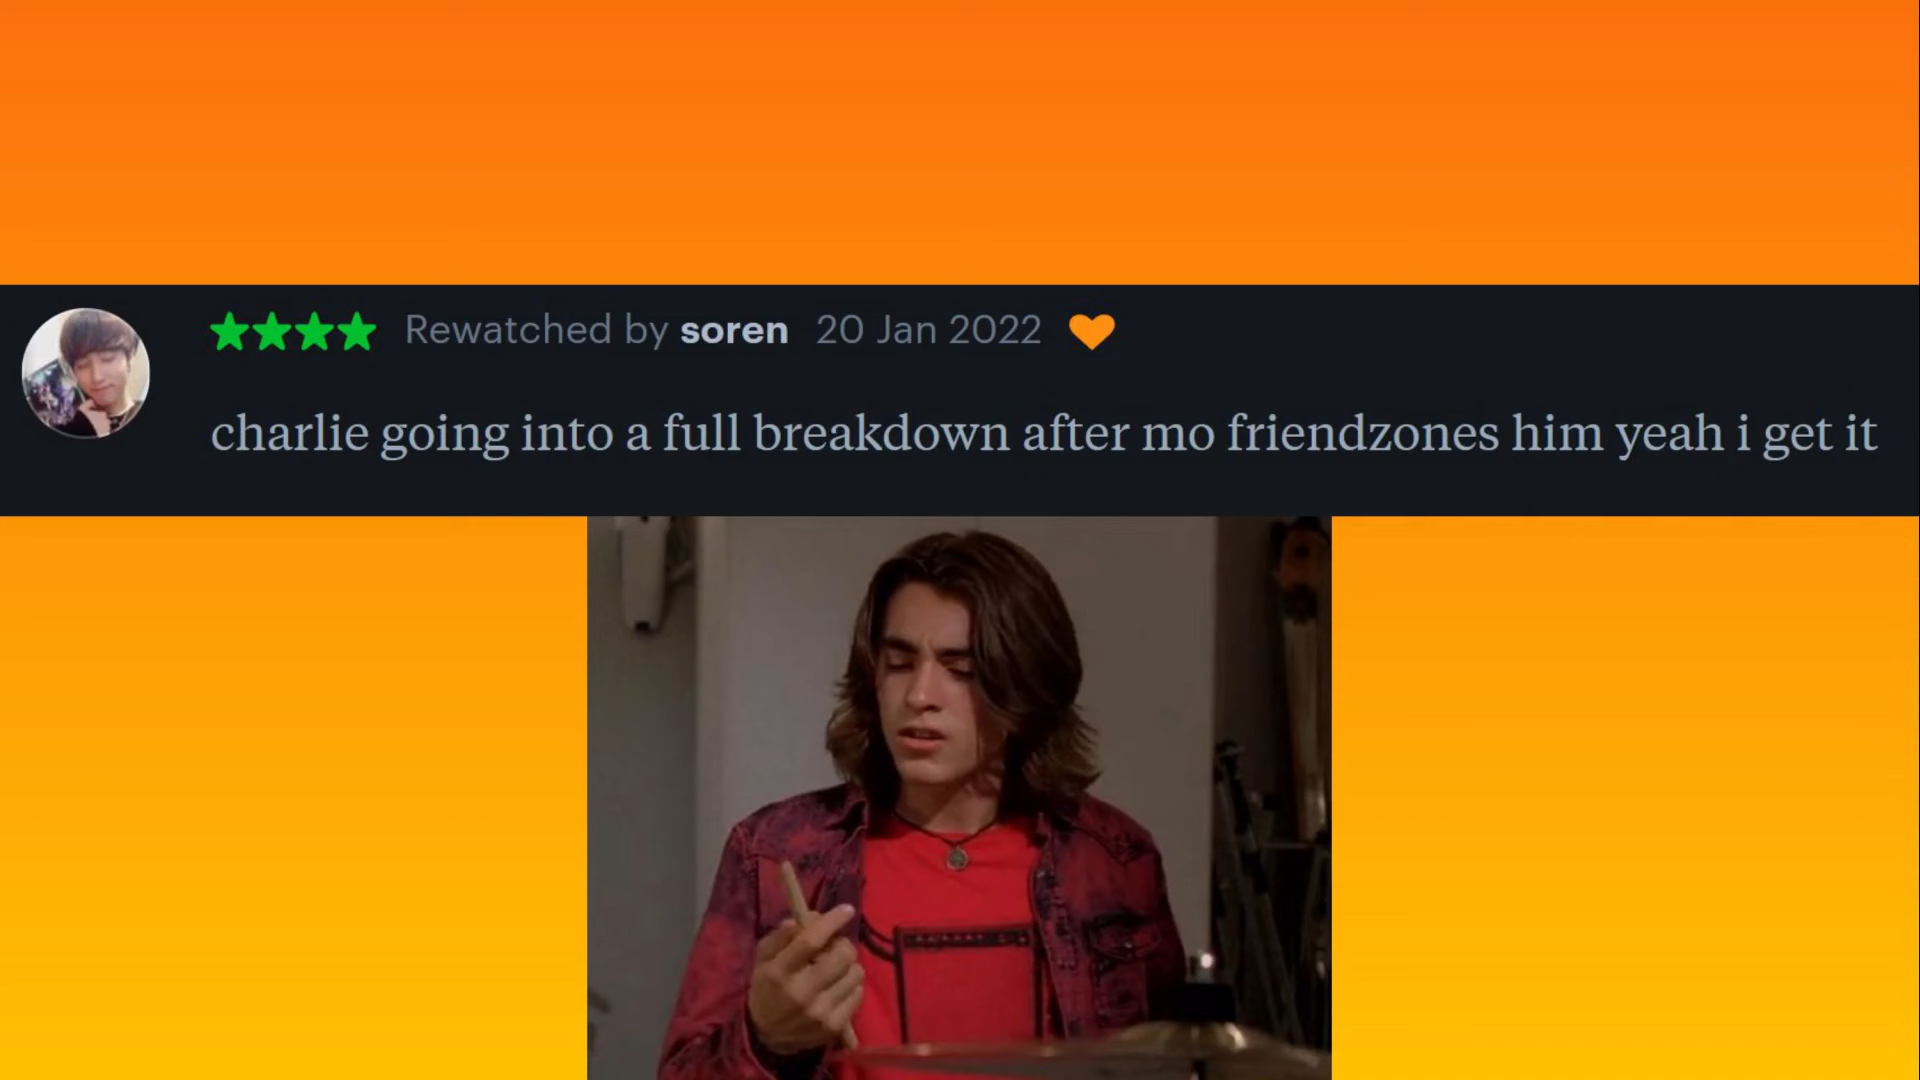 Rewatched by soren 20 Jan 2022
charlie going into a full breakdown after mo friendzones him yeah i get it